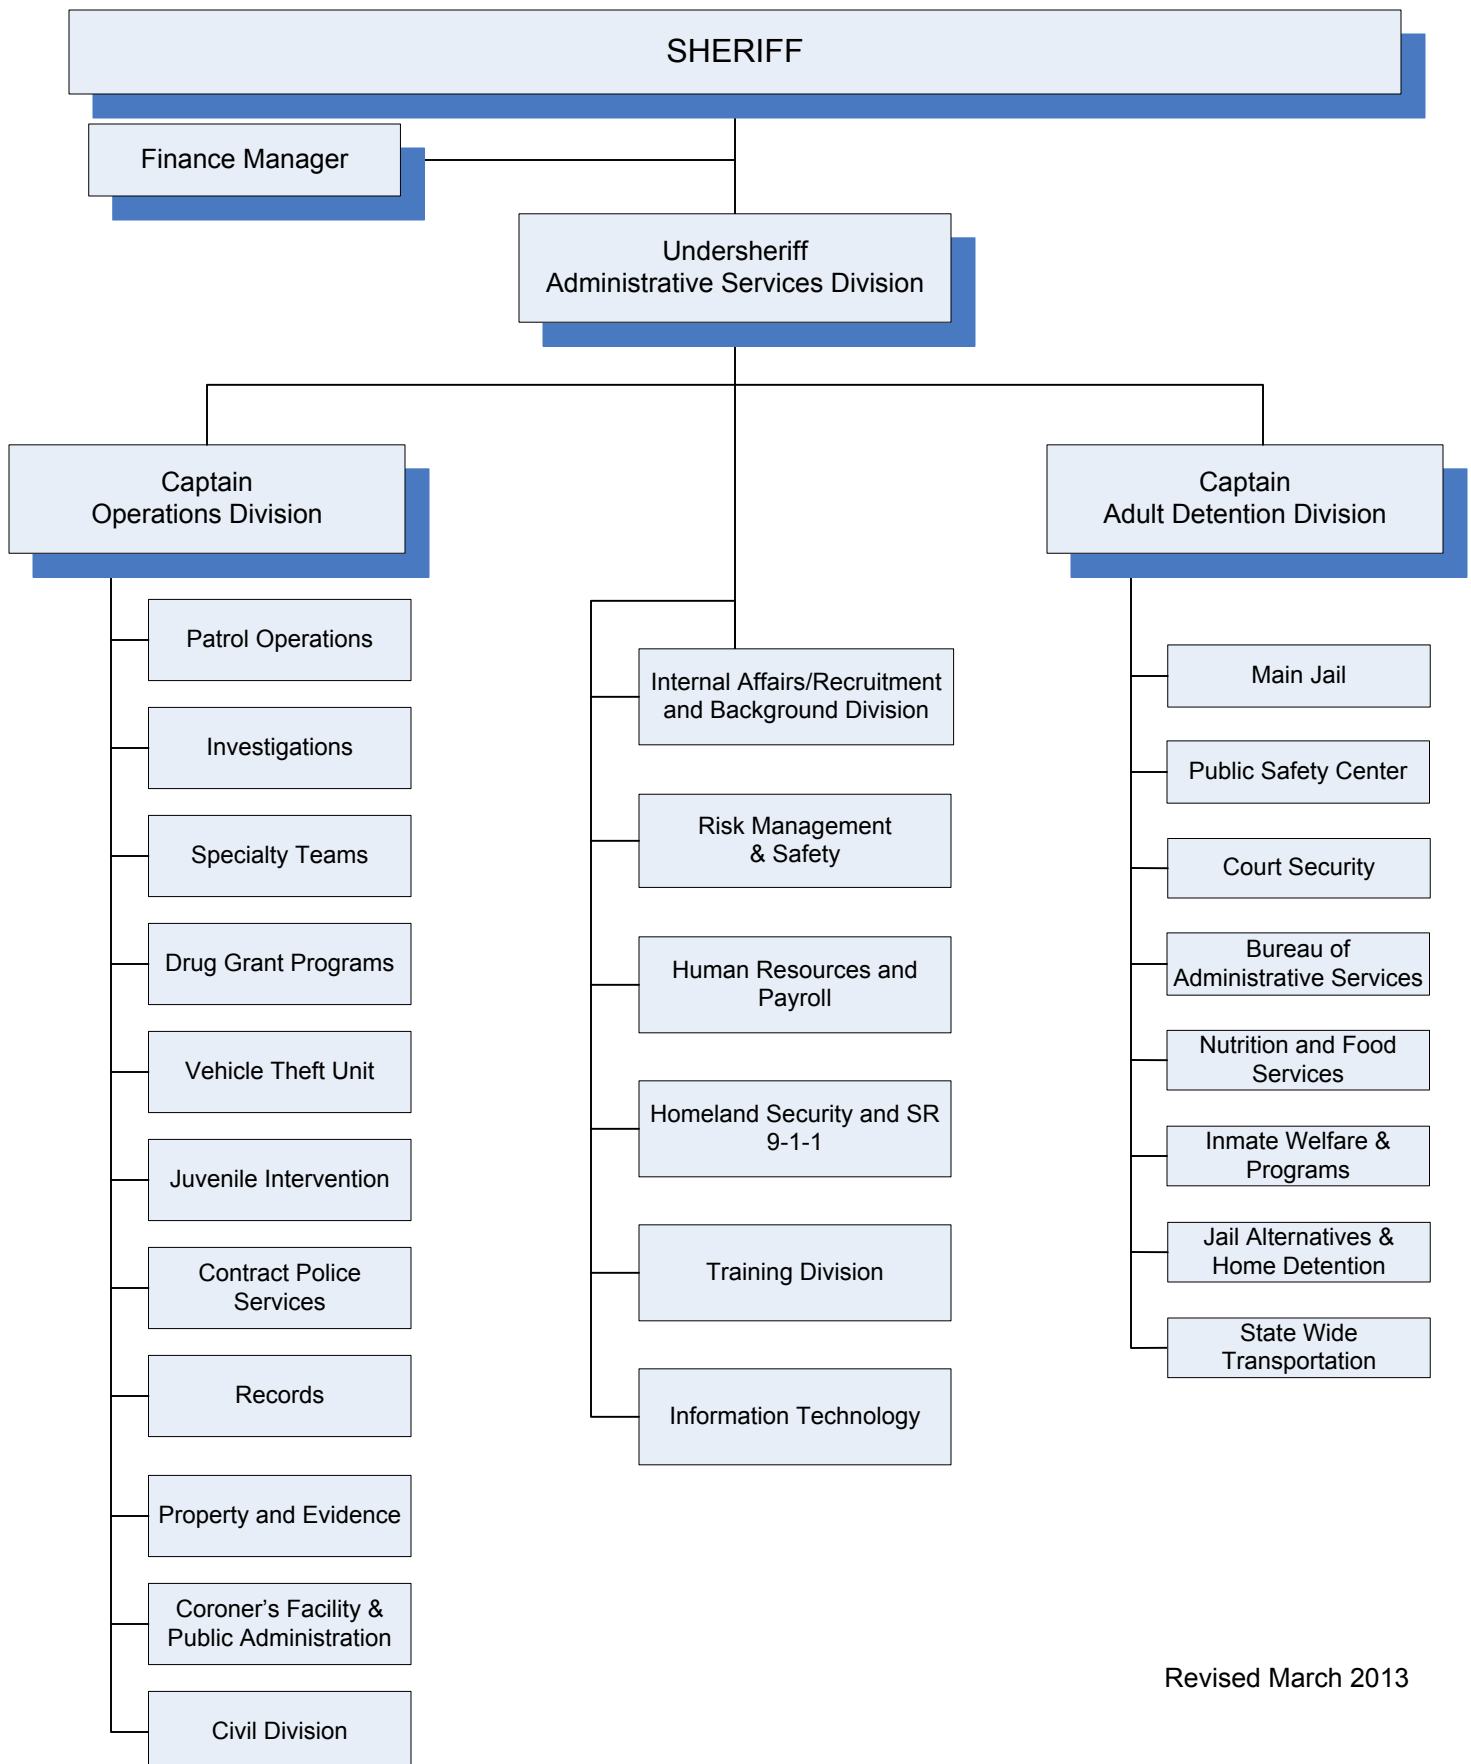 SHERIFF
Finance Manager
Undersheriff
Administrative Services Division
Captain
Operations Division
Patrol Operations
Investigations
Specialty Teams
Drug Grant Programs
Vehicle Theft Unit
Juvenile Intervention
Contract Police
Services
Records
Property and Evidence
Coroner’s Facility &
Public Administration
Civil Division
Internal Affairs/Recruitment
and Background Division
Risk Management
& Safety
Human Resources and
Payroll
Homeland Security and SR
9-1-1
Training Division
Information Technology
Captain
Adult Detention Division
Main Jail
Public Safety Center
Court Security
Bureau of
Administrative Services
Nutrition and Food
Services
Inmate Welfare &
Programs
Jail Alternatives &
Home Detention
State Wide
Transportation
Revised March 2013